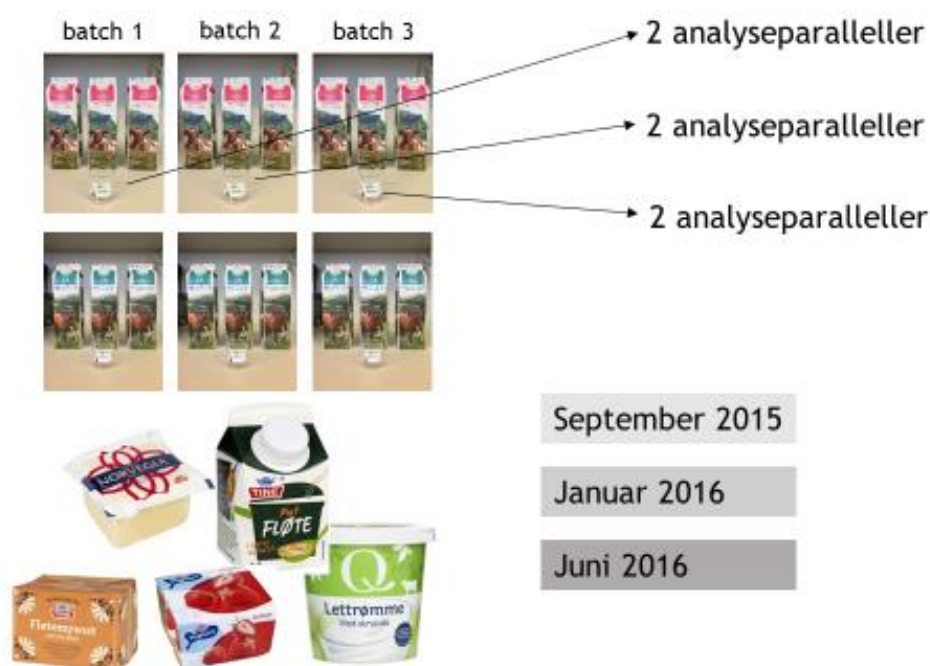 batch 1
batch 2
batch 3
2 analyseparalleller
2 analyseparalleller
2 analyseparalleller
NORVEGIA
TINE
FLØTE
Q
Lettrømme
Fløtemysost
September 2015
Januar 2016
Juni 2016